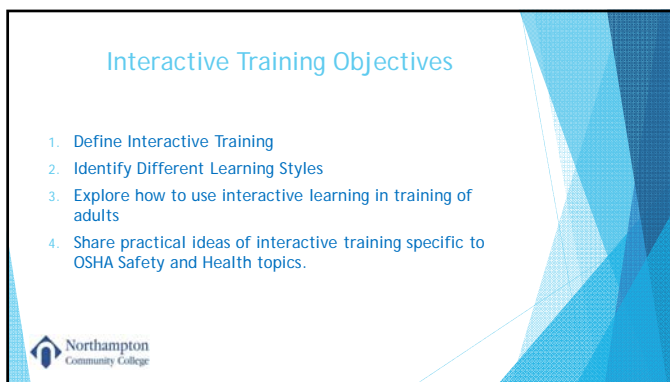 Interactive Training Objectives
1. Define Interactive Training
2. Identify Different Learning Styles
3. Explore how to use interactive learning in training of
adults
4. Share practical ideas of interactive training specific to
OSHA Safety and Health topics.
Northampton
Community College